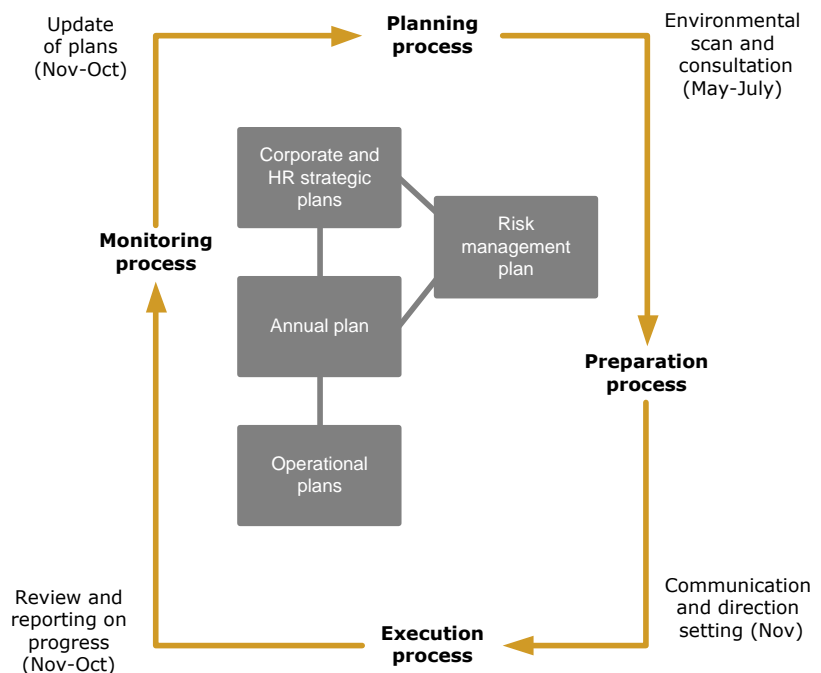 Update
of plans
(Nov-Oct)
Planning
process
Environmental
scan and
consultation
(May-July)
Corporate and
HR strategic
plans
Risk
management
plan
Monitoring
process
Annual plan
Preparation
process
Operational
plans
Review and
reporting on
progress
(Nov-Oct)
Execution
process
Communication
and direction
setting (Nov)